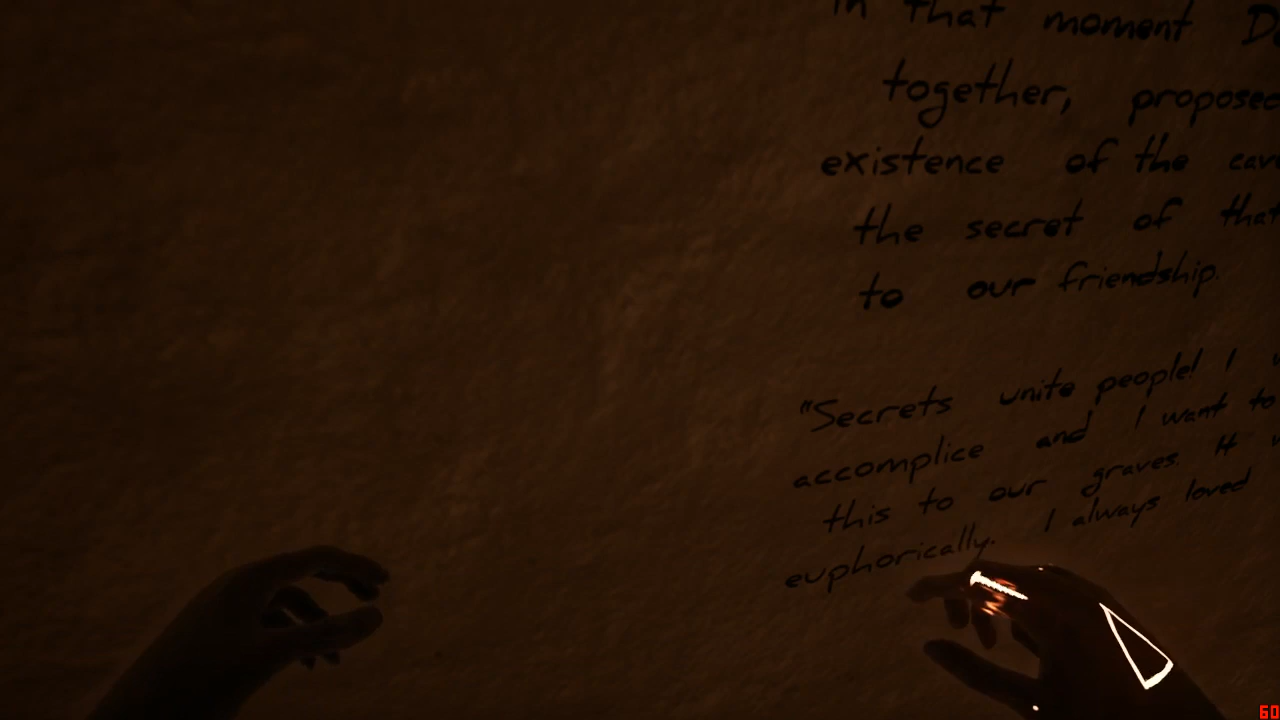 in that moment
together, proposed
existence of the
the secret of that
to our friendship.
"Secrets unite people! I
accomplice and I want to
this to our graves. It
euphorically. I always loved
60